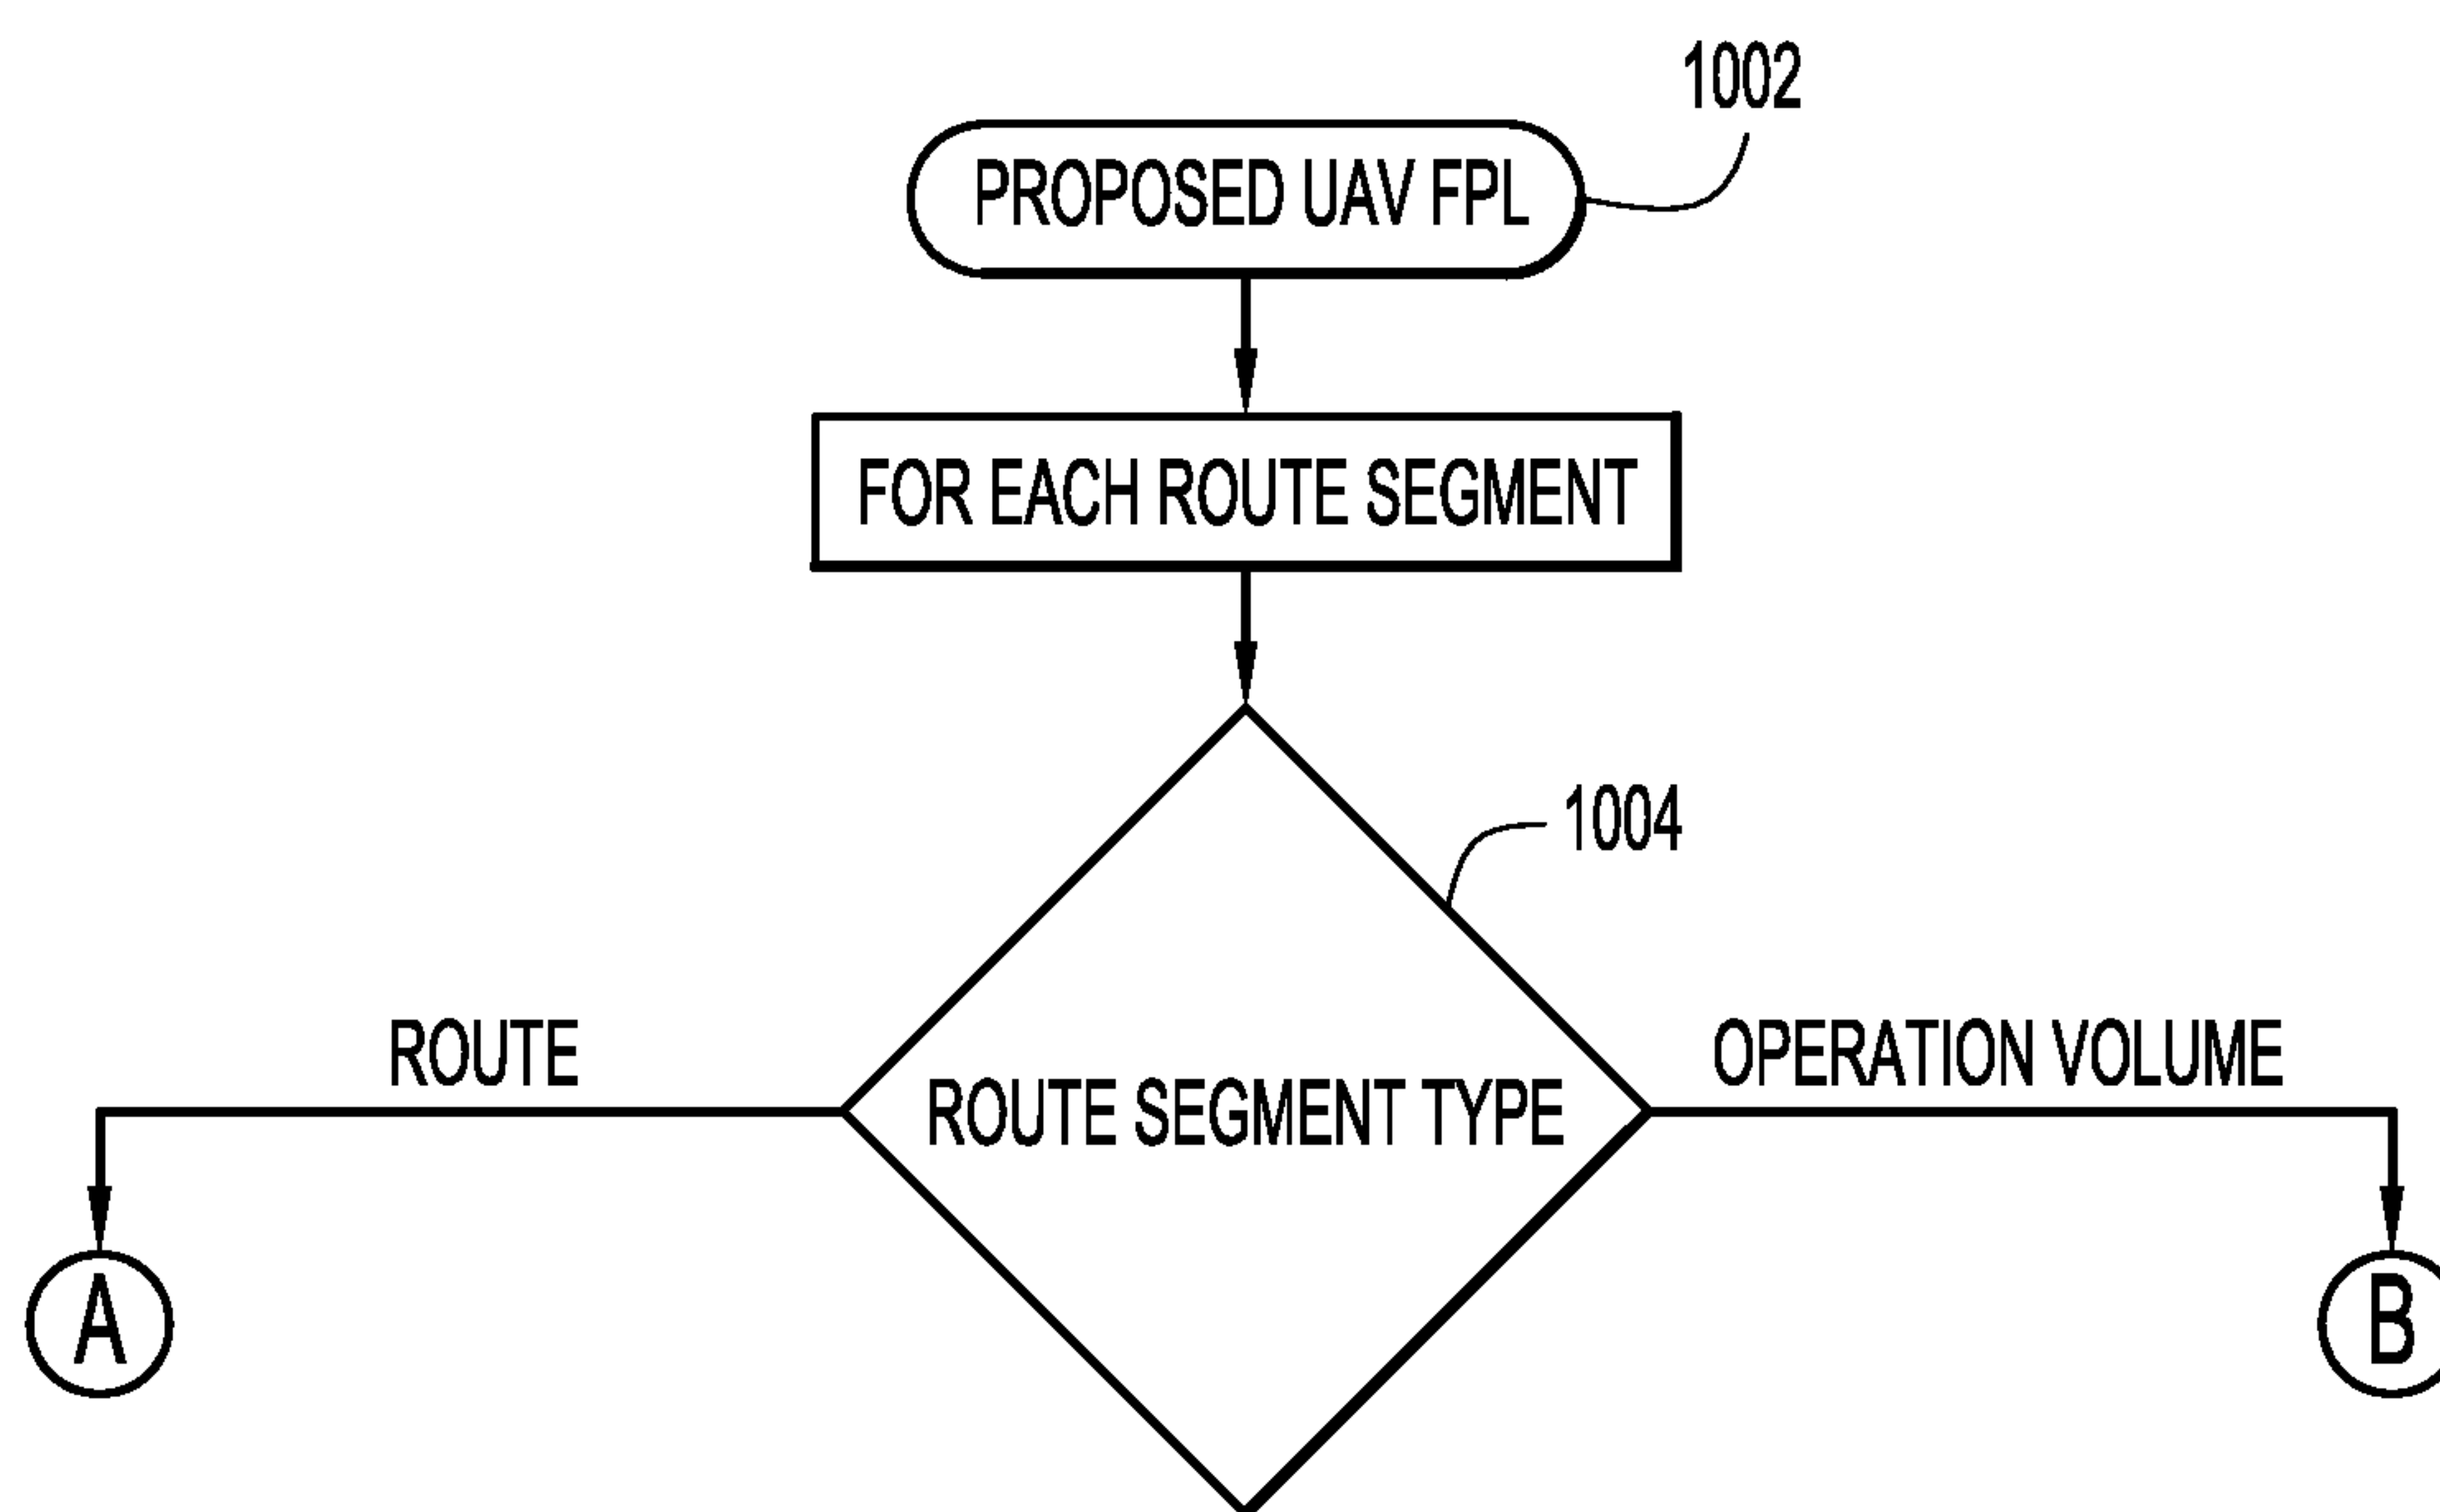 1002
PROPOSED UAV FPL
FOR EACH ROUTE SEGMENT
1004
ROUTE
OPERATION VOLUME
ROUTE SEGMENT TYPE
A
B